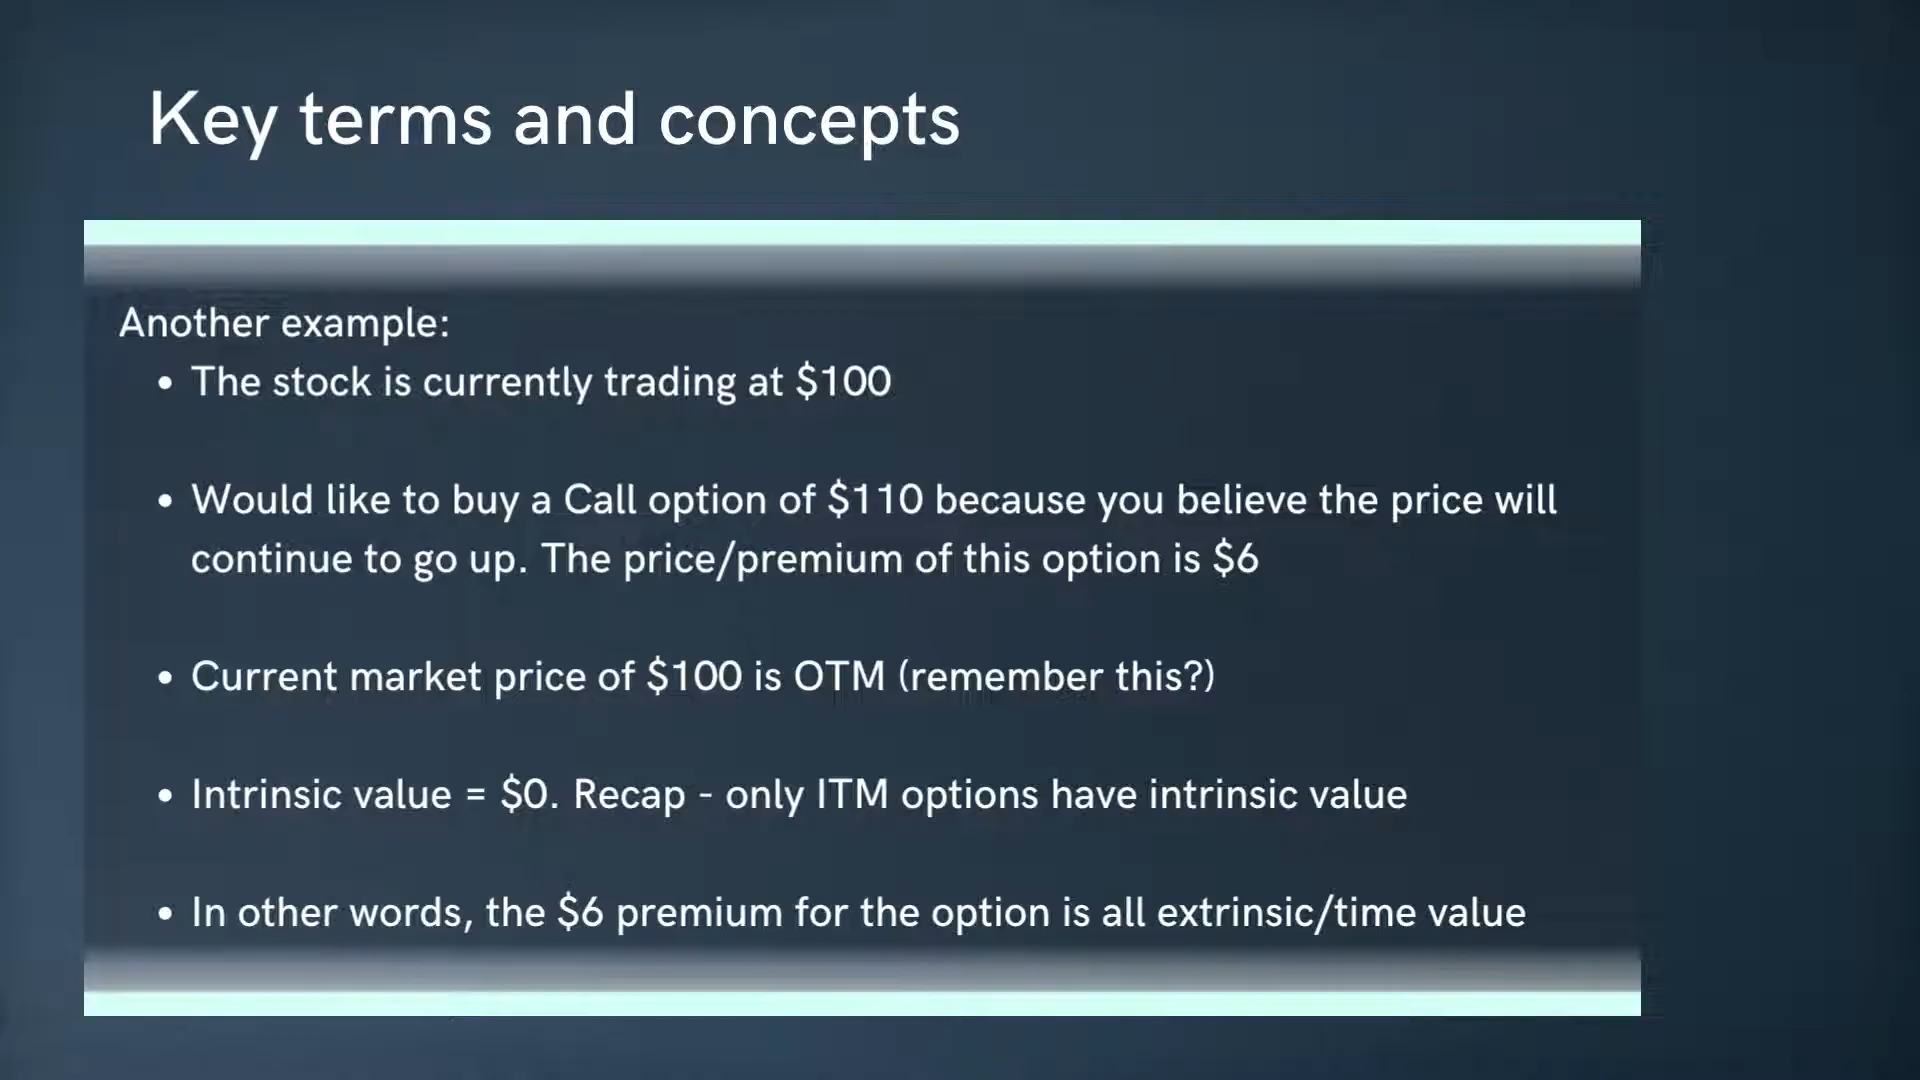 Key terms and concepts
Another example:
• The stock is currently trading at $100
• Would like to buy a Call option of $110 because you believe the price will
continue to go up. The price/premium of this option is $6
• Current market price of $100 is OTM (remember this?)
• Intrinsic value = $0. Recap - only ITM options have intrinsic value
• In other words, the $6 premium for the option is all extrinsic/time value